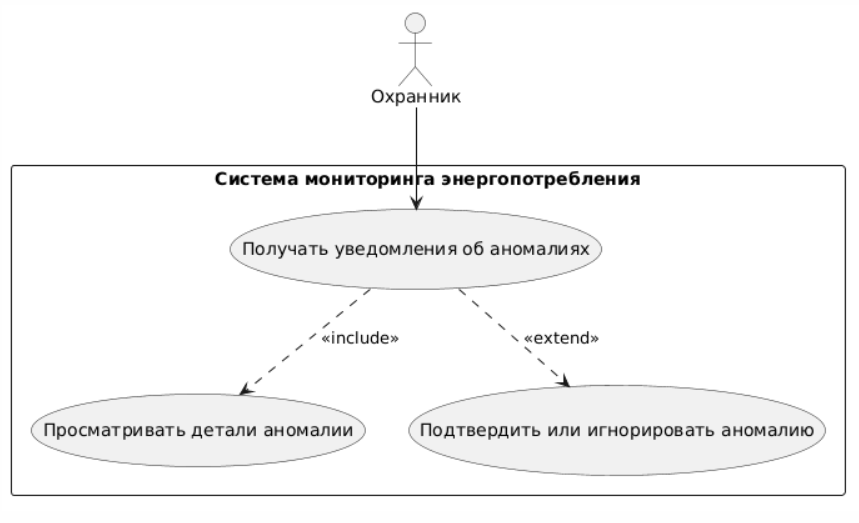 Охранник
Система мониторинга энергопотребления
Получать уведомления об аномалиях
«include»
«extend»
Просматривать детали аномалии
Подтвердить или игнорировать аномалию